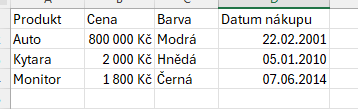 Produkt Cena Barva Datum nákupu
Auto 800 000 Kč Modrá 22.02.2001
Kytara 2 000 Kč Hnědá 05.01.2010
Monitor 1 800 Kč Černá 07.06.2014